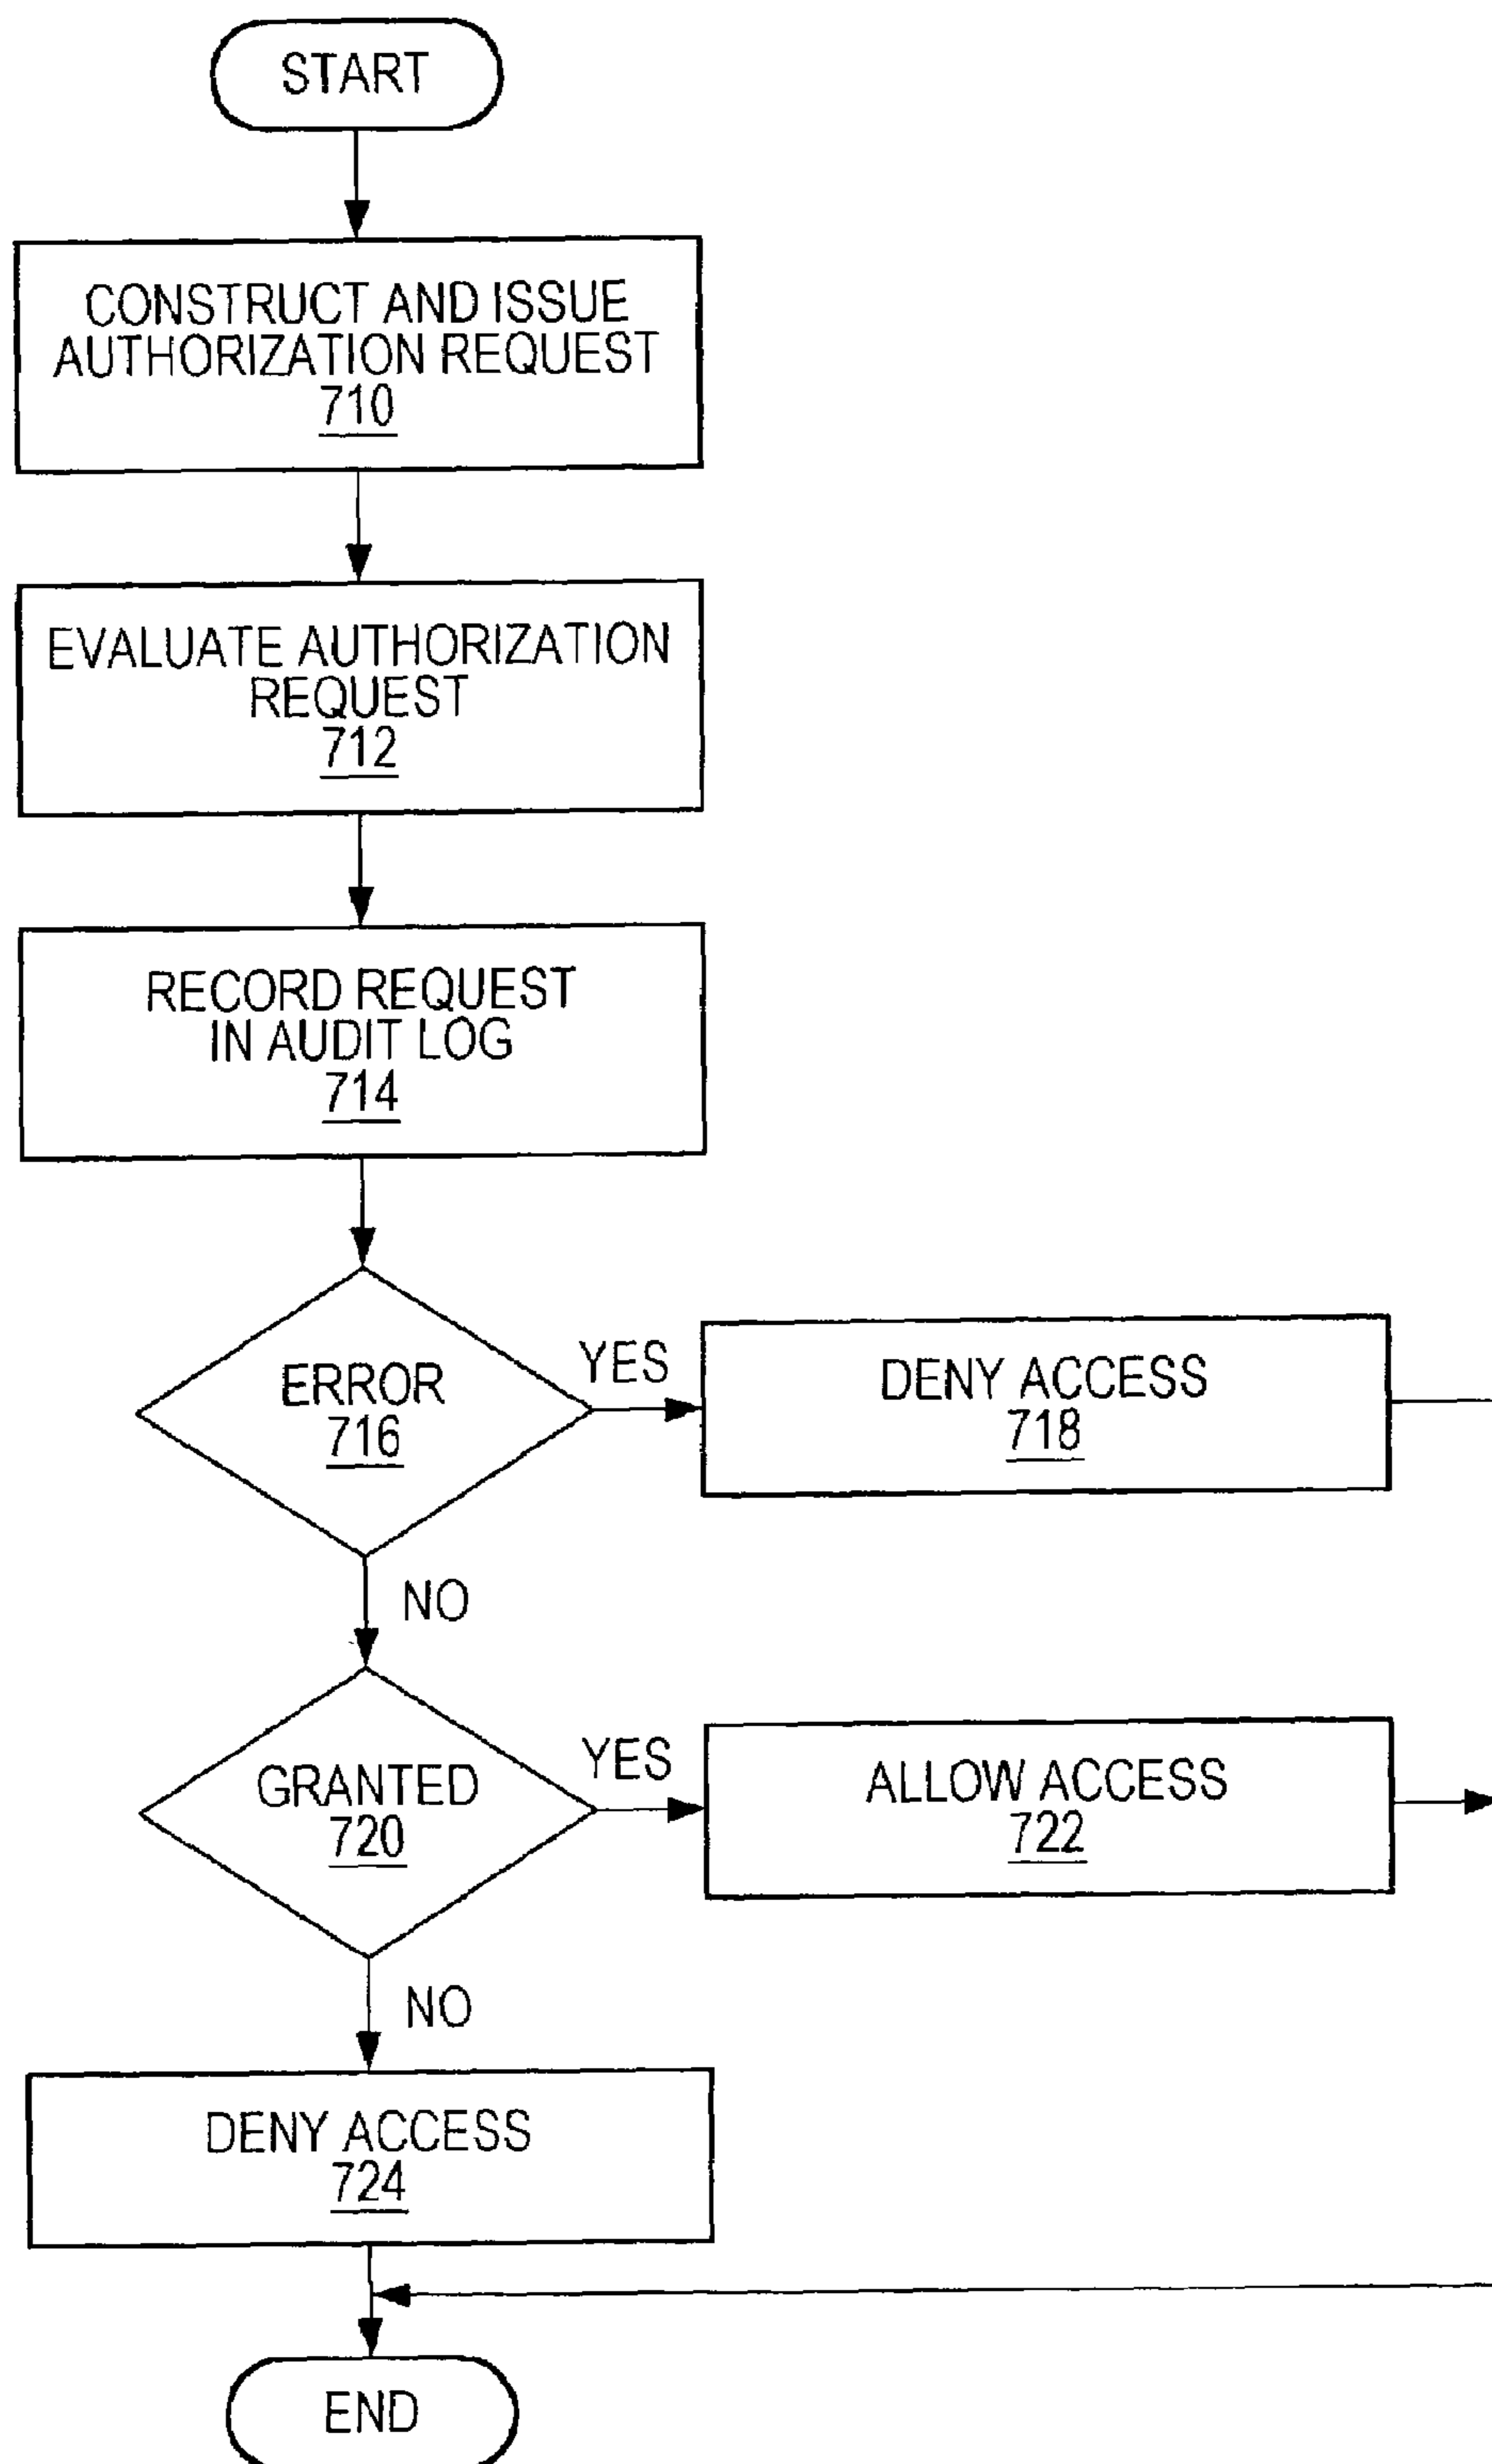 START
CONSTRUCT AND ISSUE
AUTHORIZATION REQUEST
710
EVALUATE AUTHORIZATION
REQUEST
712
RECORD REQUEST
IN AUDIT LOG
714
ERROR
716
YES
DENY ACCESS
718
NO
GRANTED
720
YES
ALLOW ACCESS
722
NO
DENY ACCESS
724
END